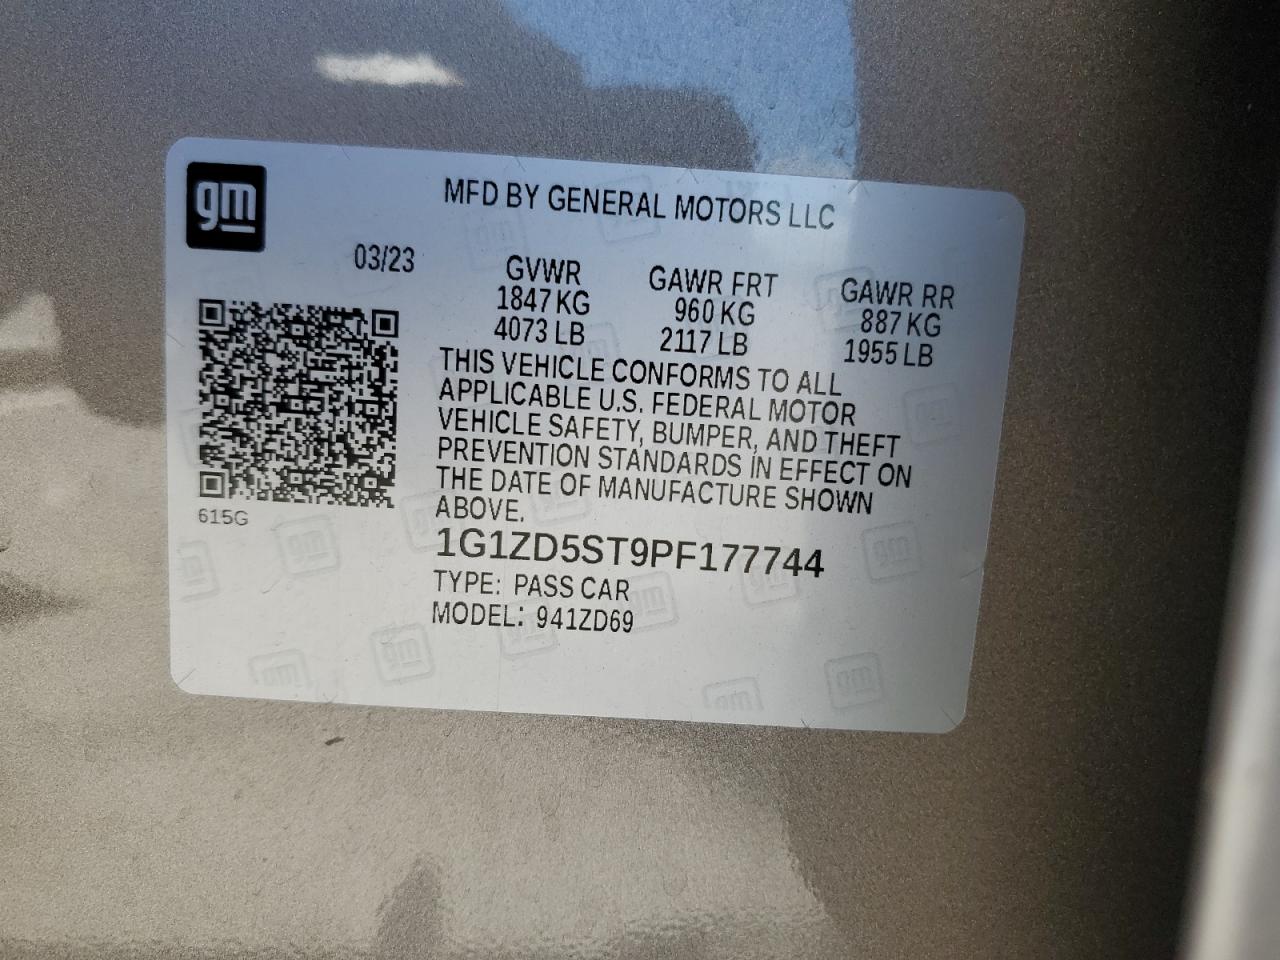 gm
MFD BY GENERAL MOTORS LLC
03/23
GVWR GAWR FRT GAWR RR
1847 KG 960 KG 887 KG
4073 LB 2117 LB 1955 LB
THIS VEHICLE CONFORMS TO ALL
APPLICABLE U.S. FEDERAL MOTOR
VEHICLE SAFETY, BUMPER, AND THEFT
PREVENTION STANDARDS IN EFFECT ON
THE DATE OF MANUFACTURE SHOWN
ABOVE.
615G
1G1ZD5ST9PF177744
TYPE: PASS CAR
MODEL: 941ZD69